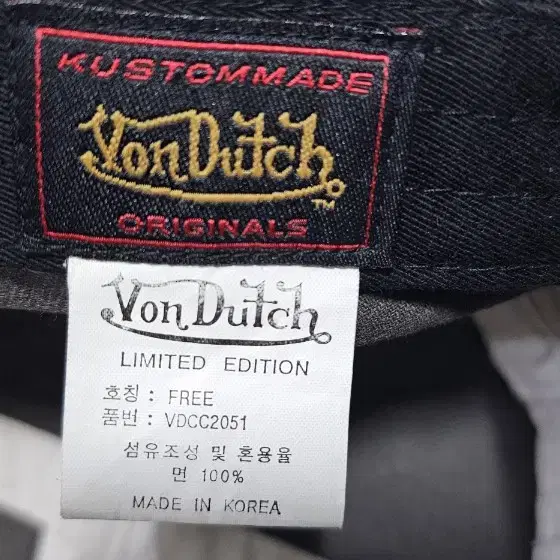 KUSTOMMADE
Von Dutch
TM
ORIGINALS
Von Dutch
LIMITED EDITION
호칭 : FREE
품번 : VDCC2051
섬유조성 및 혼용율
면 100%
MADE IN KOREA